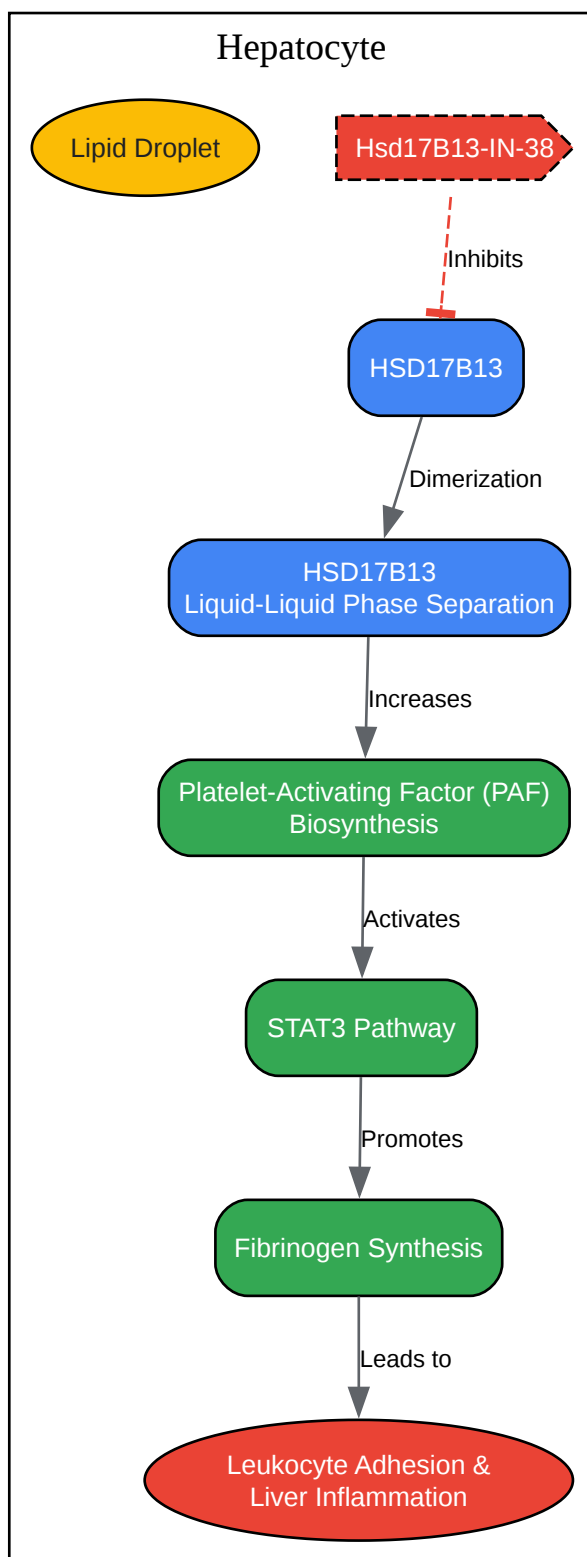 Hepatocyte
Lipid Droplet
Hsd17B13-IN-38
Inhibits
HSD17B13
Dimerization
HSD17B13
Liquid-Liquid Phase Separation
Increases
Platelet-Activating Factor (PAF)
Biosynthesis
Activates
STAT3 Pathway
Promotes
Fibrinogen Synthesis
Leads to
Leukocyte Adhesion &
Liver Inflammation